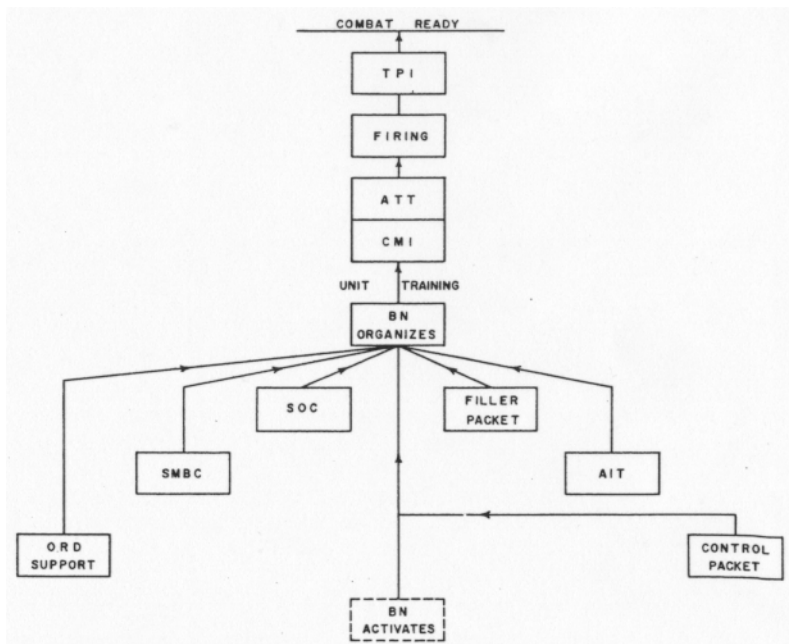 COMBAT READY
TPI
FIRING
ATT
CMI
UNIT TRAINING
BN
ORGANIZES
SOC
FILLER
PACKET
SMBC
AIT
ORD
SUPPORT
CONTROL
PACKET
BN
ACTIVATES